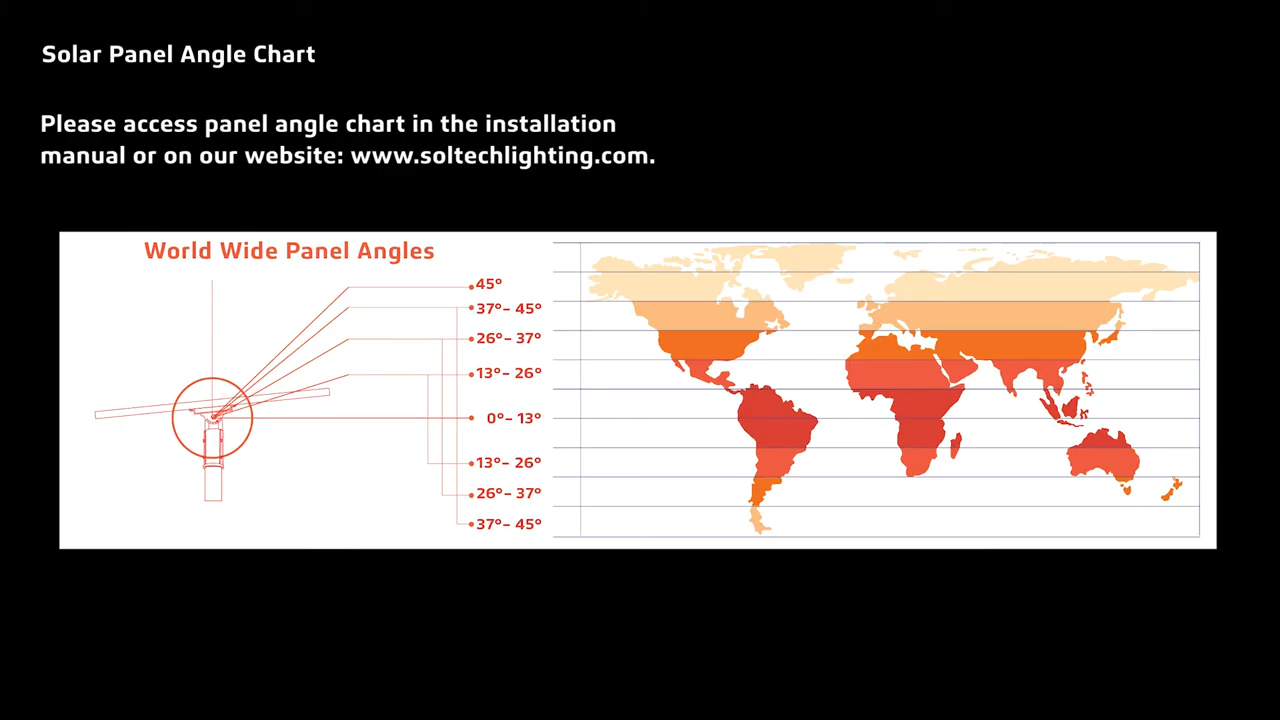 Solar Panel Angle Chart
Please access panel angle chart in the installation
manual or on our website: www.soltechlighting.com.
World Wide Panel Angles
45°
37°– 45°
26°– 37°
13°– 26°
0°– 13°
13°– 26°
26°– 37°
37°– 45°